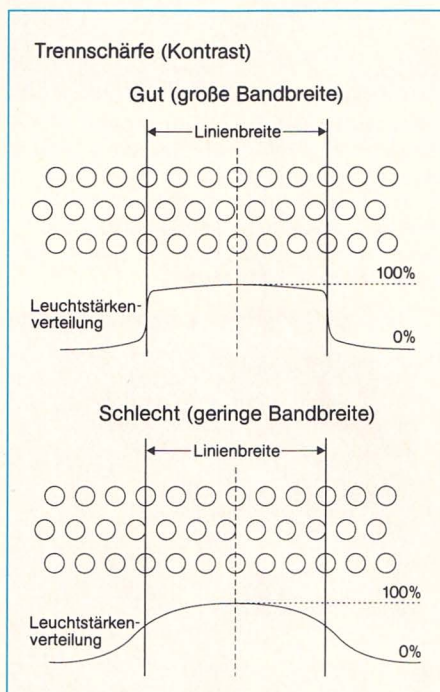 Trennschärfe (Kontrast)
Gut (große Bandbreite)
Linienbreite
100%
Leuchtstärken-
verteilung
0%
Schlecht (geringe Bandbreite)
Linienbreite
100%
Leuchtstärken-
verteilung
0%